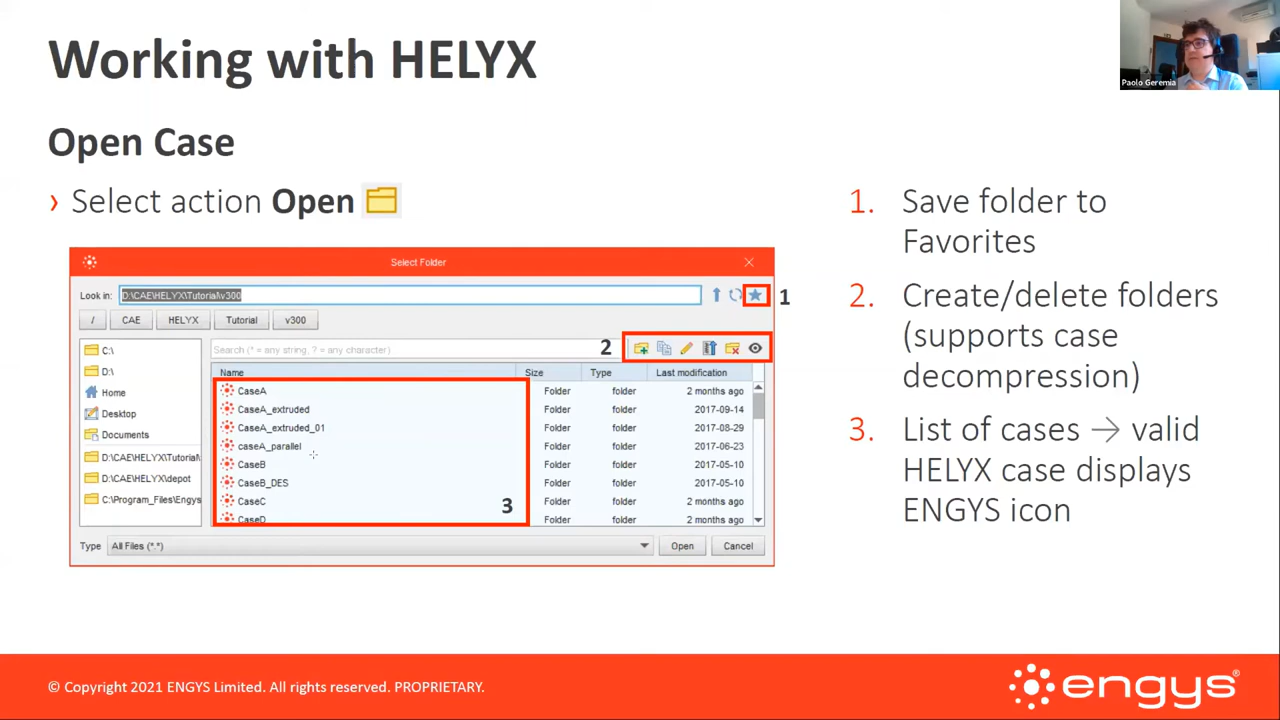 Working with HELYX
Paolo Geremia
Open Case
› Select action Open
Select Folder
Look in: D:\CAE\HELYX\Tutorial\v300
1
/ CAE HELYX Tutorial v300
C:\
D:\
Home
Desktop
Documents
D:\CAE\HELYX\Tutorial
D:\CAE\HELYX\depot
C:\Program_Files\Engys
Search (* = any string, ? = any character)
2
Name Size Type Last modification
CaseA Folder folder 2 months ago
CaseA_extruded Folder folder 2017-09-14
CaseA_extruded_01 Folder folder 2017-08-29
caseA_parallel Folder folder 2017-06-23
CaseB Folder folder 2017-05-10
CaseB_DES Folder folder 2017-05-10
CaseC Folder folder 2 months ago
CaseD Folder folder 2 months ago
3
Type All Files (*.*) Open Cancel
1. Save folder to
Favorites
2. Create/delete folders
(supports case
decompression)
3. List of cases → valid
HELYX case displays
ENGYS icon
© Copyright 2021 ENGYS Limited. All rights reserved. PROPRIETARY.
engys®